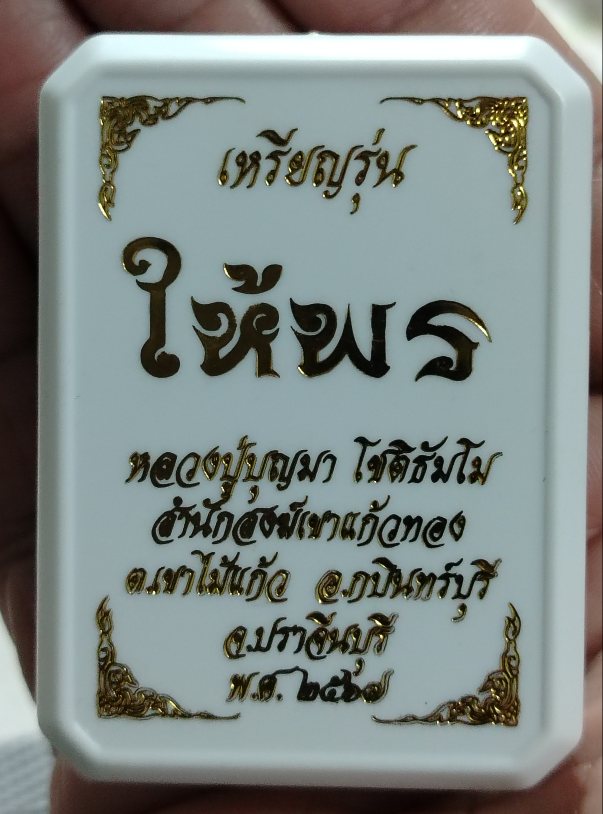 เหรียญรุ่น
ให้พร
หลวงปู่บุญมา โชติธัมโม
สำนักสงฆ์เขาแก้วทอง
ต.เขาไม้แก้ว อ.กบินทร์บุรี
จ.ปราจีนบุรี
พ.ศ. ๒๕๖๗